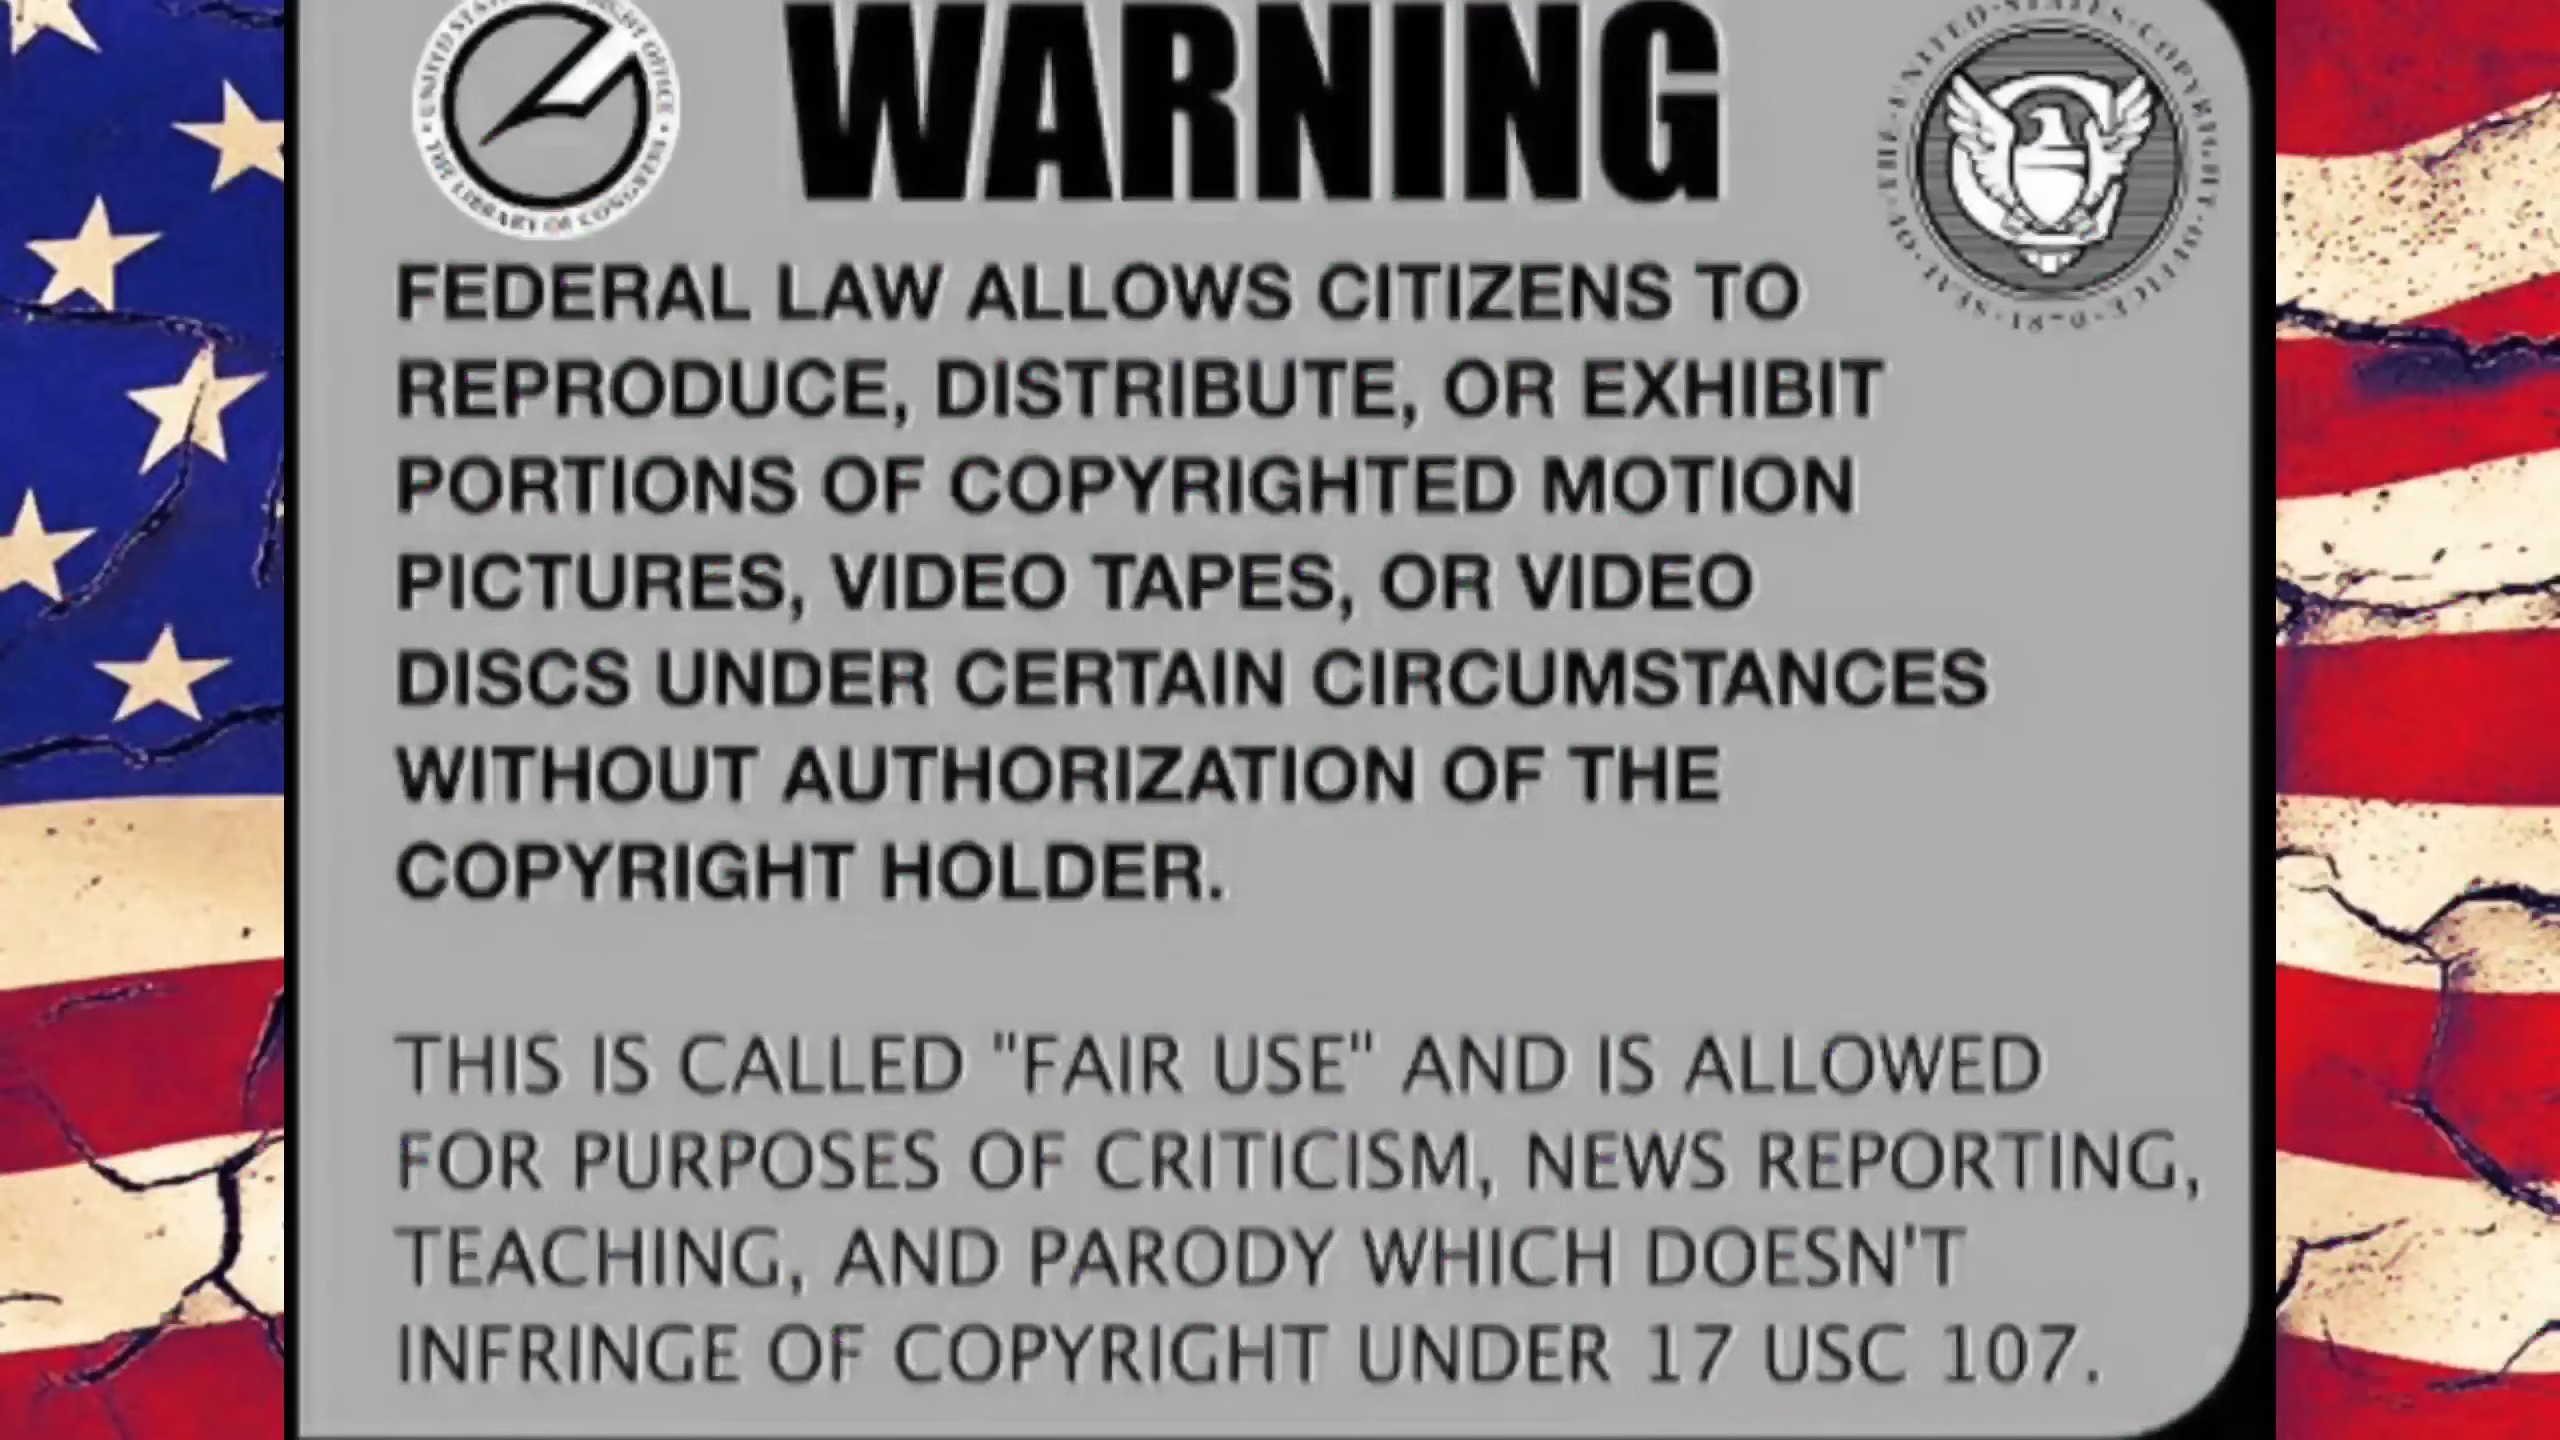 WARNING
FEDERAL LAW ALLOWS CITIZENS TO
REPRODUCE, DISTRIBUTE, OR EXHIBIT
PORTIONS OF COPYRIGHTED MOTION
PICTURES, VIDEO TAPES, OR VIDEO
DISCS UNDER CERTAIN CIRCUMSTANCES
WITHOUT AUTHORIZATION OF THE
COPYRIGHT HOLDER.
THIS IS CALLED "FAIR USE" AND IS ALLOWED
FOR PURPOSES OF CRITICISM, NEWS REPORTING,
TEACHING, AND PARODY WHICH DOESN'T
INFRINGE OF COPYRIGHT UNDER 17 USC 107.